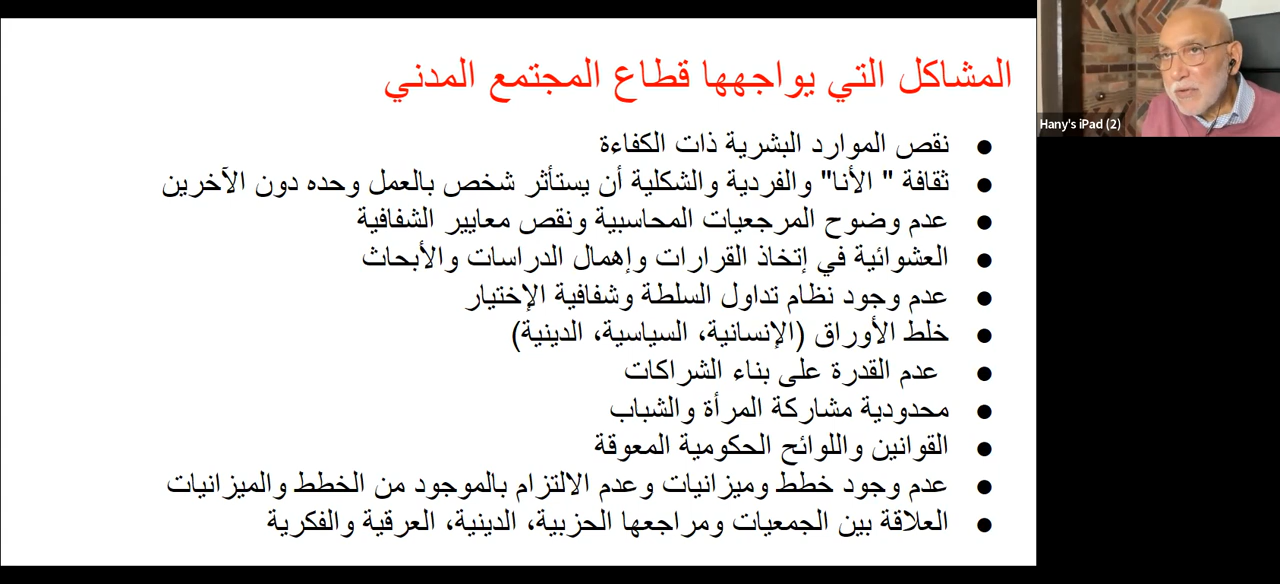 المشاكل التي يواجهها قطاع المجتمع المدني
● نقص الموارد البشرية ذات الكفاءة
● ثقافة " الأنا" والفردية والشكلية أن يستأثر شخص بالعمل وحده دون الآخرين
● عدم وضوح المرجعيات المحاسبية ونقص معايير الشفافية
● العشوائية في إتخاذ القرارات وإهمال الدراسات والأبحاث
● عدم وجود نظام تداول السلطة وشفافية الإختيار
● خلط الأوراق (الإنسانية، السياسية، الدينية)
● عدم القدرة على بناء الشراكات
● محدودية مشاركة المرأة والشباب
● القوانين واللوائح الحكومية المعوقة
● عدم وجود خطط وميزانيات وعدم الالتزام بالموجود من الخطط والميزانيات
● العلاقة بين الجمعيات ومراجعها الحزبية، الدينية، العرقية والفكرية
Hany's iPad (2)